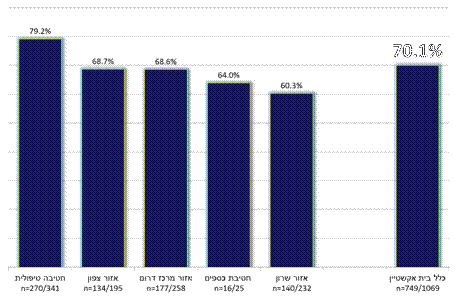 79.2%
68.7%
68.6%
64.0%
60.3%
70.1%
חטיבה טיפולית
n=270/341
אזור צפון
n=134/195
אזור מרכז דרום
n=177/258
חטיבת כספים
n=16/25
אזור שרון
n=140/232
כלל בית אקשטיין
n=749/1069